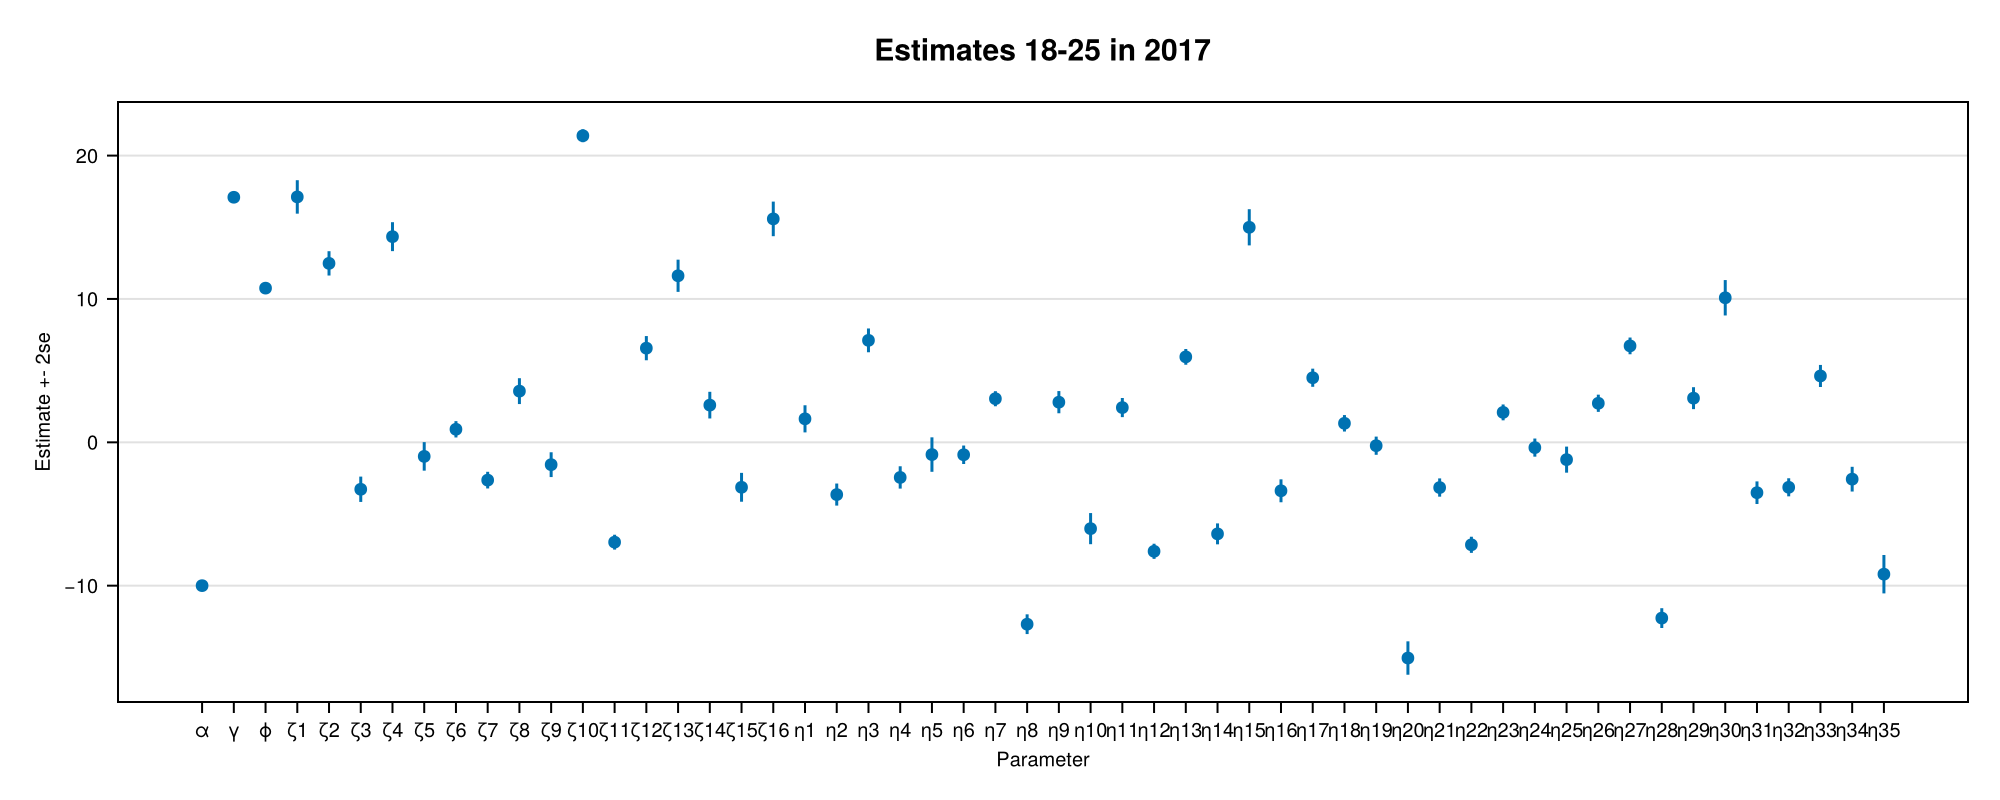 Estimates 18-25 in 2017
Estimate +- 2se
20
10
0
−10
α γ ϕ ζ1 ζ2 ζ3 ζ4 ζ5 ζ6 ζ7 ζ8 ζ9 ζ10 ζ11 ζ12 ζ13 ζ14 ζ15 ζ16 η1 η2 η3 η4 η5 η6 η7 η8 η9 η10 η11 η12 η13 η14 η15 η16 η17 η18 η19 η20 η21 η22 η23 η24 η25 η26 η27 η28 η29 η30 η31 η32 η33 η34 η35
Parameter